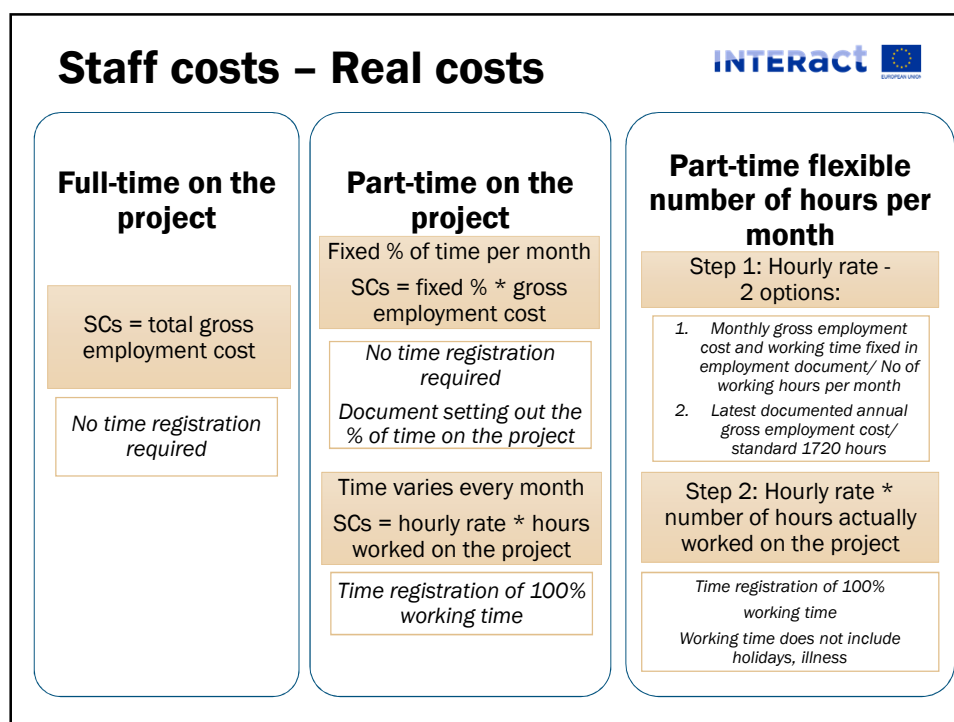 Staff costs – Real costs
INTERact
EUROPEAN UNION
Full-time on the
project
SCs = total gross
employment cost
No time registration
required
Part-time on the
project
Fixed % of time per month
SCs = fixed % * gross
employment cost
No time registration
required
Document setting out the
% of time on the project
Time varies every month
SCs = hourly rate * hours
worked on the project
Time registration of 100%
working time
Part-time flexible
number of hours per
month
Step 1: Hourly rate -
2 options:
1. Monthly gross employment
cost and working time fixed in
employment document/ No of
working hours per month
2. Latest documented annual
gross employment cost/
standard 1720 hours
Step 2: Hourly rate *
number of hours actually
worked on the project
Time registration of 100%
working time
Working time does not include
holidays, illness